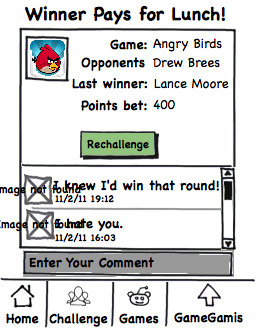 Winner Pays for Lunch!
Game: Angry Birds
Opponents Drew Brees
Last winner: Lance Moore
Points bet: 400
Rechallenge
Image not found
I knew I'd win that round!
11/2/11 19:12
Image not found
I hate you.
11/2/11 16:03
Enter Your Comment
Home Challenge Games GameGamis